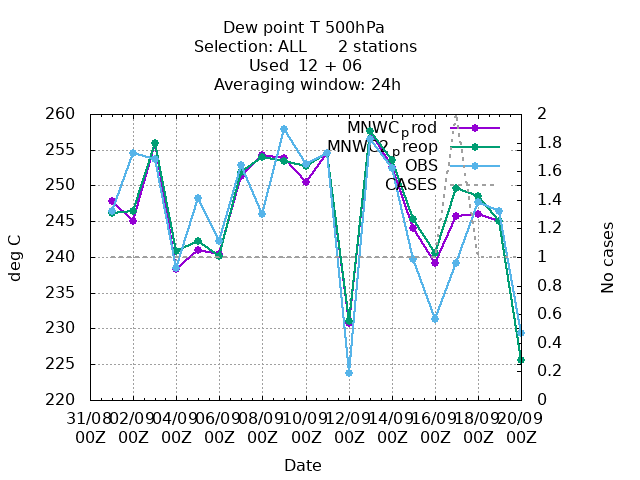 Dew point T 500hPa
Selection: ALL 2 stations
Used 12 + 06
Averaging window: 24h
260 2
MNWC_prod
255 1.8
MNWC2_preop
OBS
250 1.6
CASES
245 1.4
1.2
240 1
235 0.8
230 0.6
0.4
225 0.2
220 0
deg C
No cases
31/08 02/09 04/09 06/09 08/09 10/09 12/09 14/09 16/09 18/09 20/09
00Z 00Z 00Z 00Z 00Z 00Z 00Z 00Z 00Z 00Z 00Z
Date